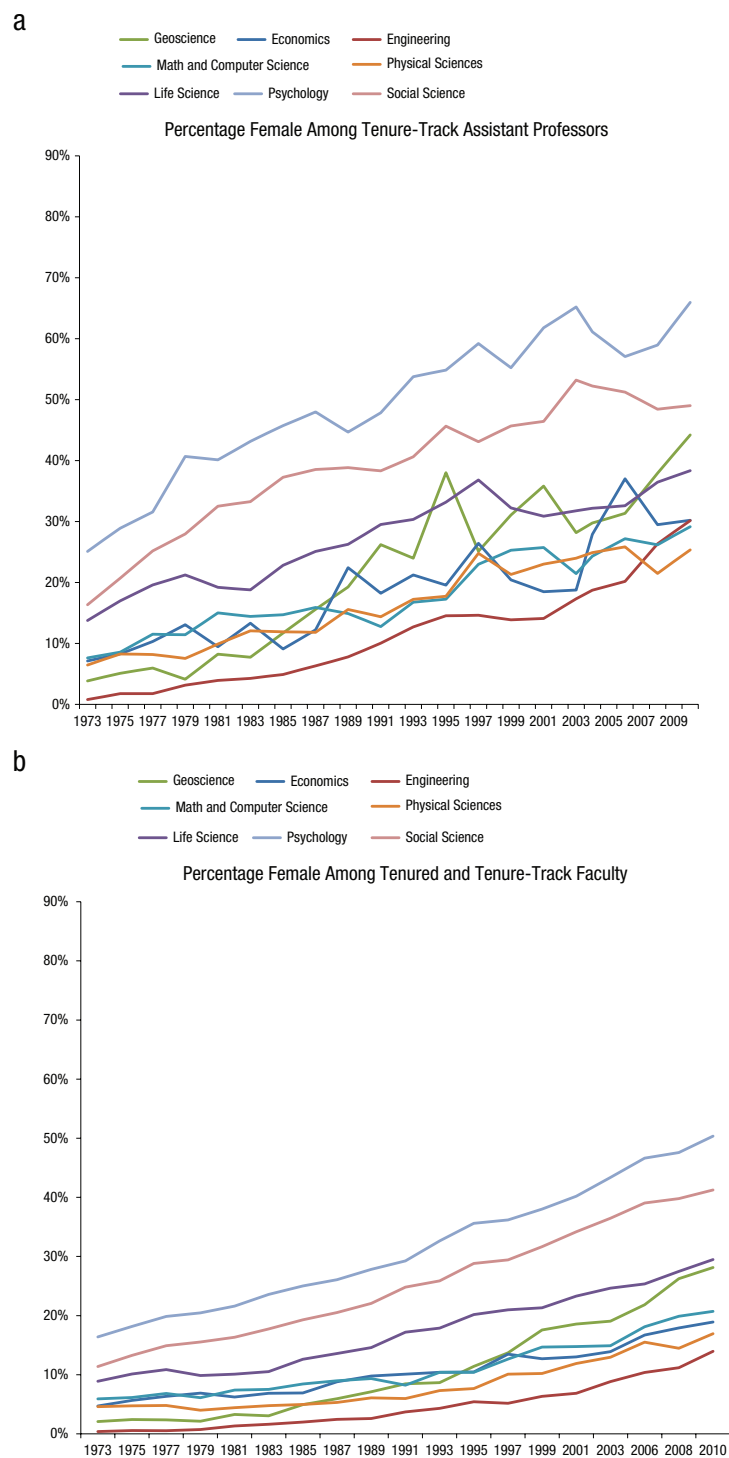 a
Geoscience Economics Engineering
Math and Computer Science Physical Sciences
Life Science Psychology Social Science
Percentage Female Among Tenure-Track Assistant Professors
90%
80%
70%
60%
50%
40%
30%
20%
10%
0%
1973 1975 1977 1979 1981 1983 1985 1987 1989 1991 1993 1995 1997 1999 2001 2003 2005 2007 2009
b
Geoscience Economics Engineering
Math and Computer Science Physical Sciences
Life Science Psychology Social Science
Percentage Female Among Tenured and Tenure-Track Faculty
90%
80%
70%
60%
50%
40%
30%
20%
10%
0%
1973 1975 1977 1979 1981 1983 1985 1987 1989 1991 1993 1995 1997 1999 2001 2003 2006 2008 2010